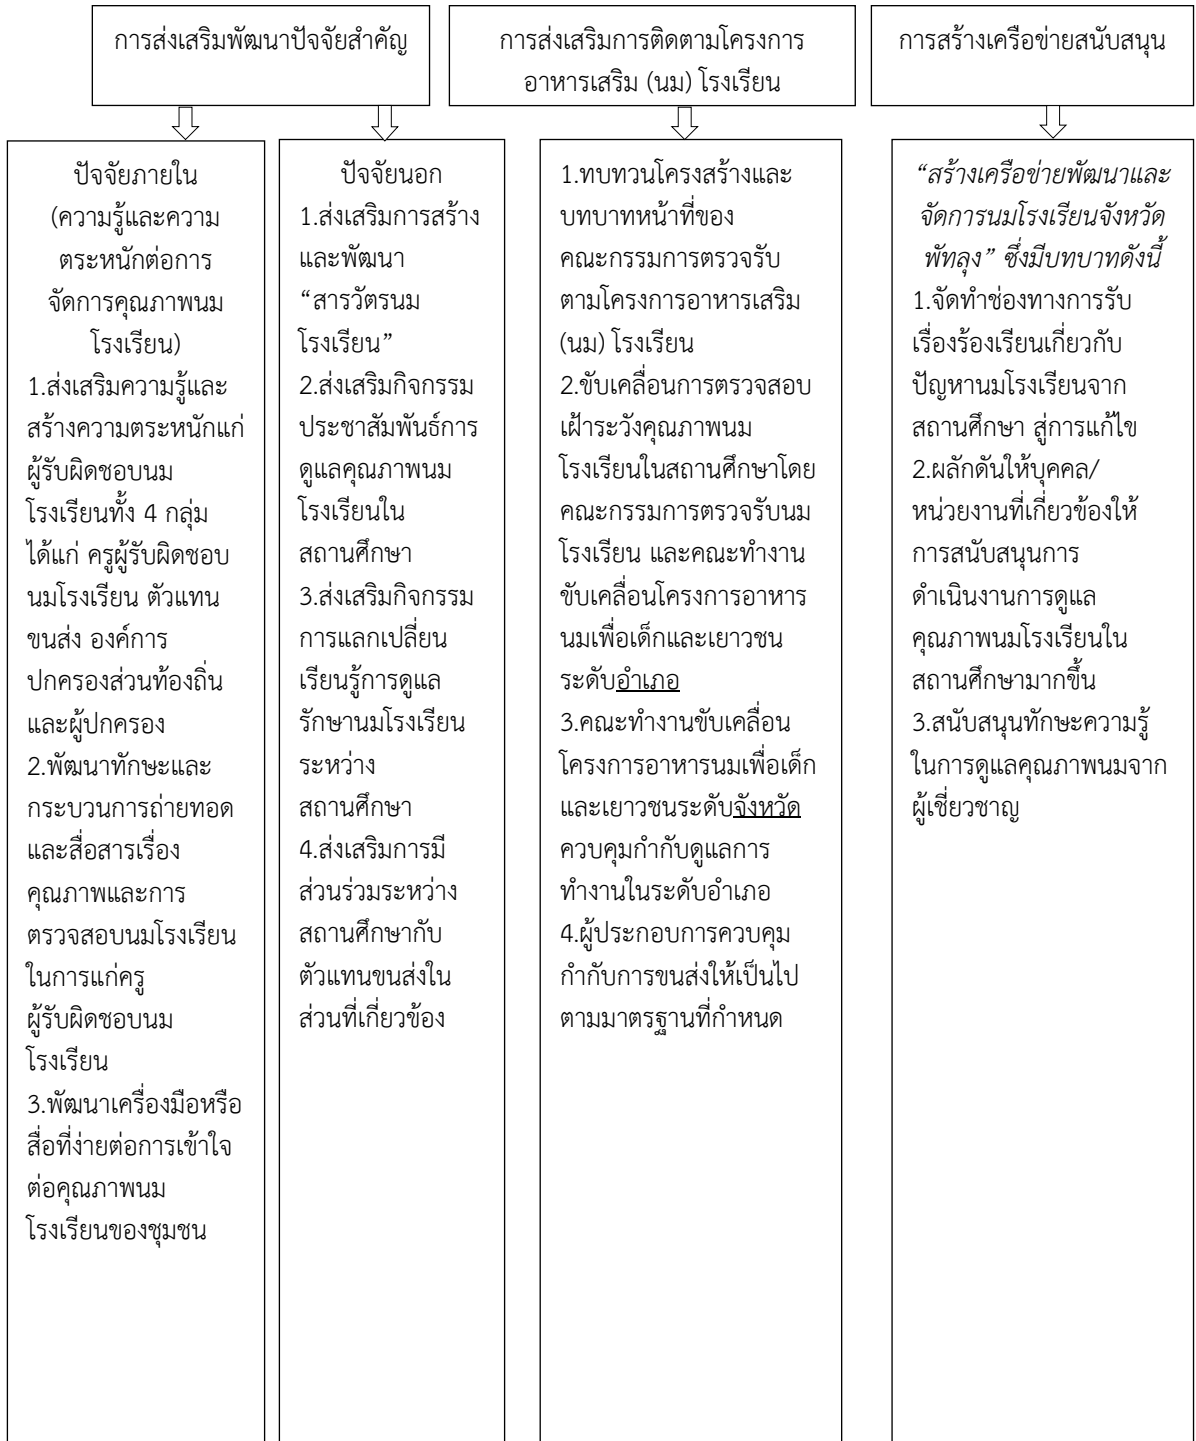 การส่งเสริมพัฒนาปัจจัยสำคัญ
การส่งเสริมการติดตามโครงการ
อาหารเสริม (นม) โรงเรียน
การสร้างเครือข่ายสนับสนุน
ปัจจัยภายใน
(ความรู้และความ
ตระหนักต่อการ
จัดการคุณภาพนม
โรงเรียน)
1.ส่งเสริมความรู้และ
สร้างความตระหนักแก่
ผู้รับผิดชอบนม
โรงเรียนทั้ง 4 กลุ่ม
ได้แก่ ครูผู้รับผิดชอบ
นมโรงเรียน ตัวแทน
ขนส่ง องค์การ
ปกครองส่วนท้องถิ่น
และผู้ปกครอง
2.พัฒนาทักษะและ
กระบวนการถ่ายทอด
และสื่อสารเรื่อง
คุณภาพและการ
ตรวจสอบนมโรงเรียน
ในการแก่ครู
ผู้รับผิดชอบนม
โรงเรียน
3.พัฒนาเครื่องมือหรือ
สื่อที่ง่ายต่อการเข้าใจ
ต่อคุณภาพนม
โรงเรียนของชุมชน
ปัจจัยนอก
1.ส่งเสริมการสร้าง
และพัฒนา
“สารวัตรนม
โรงเรียน”
2.ส่งเสริมกิจกรรม
ประชาสัมพันธ์การ
ดูแลคุณภาพนม
โรงเรียนใน
สถานศึกษา
3.ส่งเสริมกิจกรรม
การแลกเปลี่ยน
เรียนรู้การดูแล
รักษานมโรงเรียน
ระหว่าง
สถานศึกษา
4.ส่งเสริมการมี
ส่วนร่วมระหว่าง
สถานศึกษากับ
ตัวแทนขนส่งใน
ส่วนที่เกี่ยวข้อง
1.ทบทวนโครงสร้างและ
บทบาทหน้าที่ของ
คณะกรรมการตรวจรับ
ตามโครงการอาหารเสริม
(นม) โรงเรียน
2.ขับเคลื่อนการตรวจสอบ
เฝ้าระวังคุณภาพนม
โรงเรียนในสถานศึกษาโดย
คณะกรรมการตรวจรับนม
โรงเรียน และคณะทำงาน
ขับเคลื่อนโครงการอาหาร
นมเพื่อเด็กและเยาวชน
ระดับอำเภอ
3.คณะทำงานขับเคลื่อน
โครงการอาหารนมเพื่อเด็ก
และเยาวชนระดับจังหวัด
ควบคุมกำกับดูแลการ
ทำงานในระดับอำเภอ
4.ผู้ประกอบการควบคุม
กำกับการขนส่งให้เป็นไป
ตามมาตรฐานที่กำหนด
“สร้างเครือข่ายพัฒนาและ
จัดการนมโรงเรียนจังหวัด
พัทลุง” ซึ่งมีบทบาทดังนี้
1.จัดทำช่องทางการรับ
เรื่องร้องเรียนเกี่ยวกับ
ปัญหานมโรงเรียนจาก
สถานศึกษา สู่การแก้ไข
2.ผลักดันให้บุคคล/
หน่วยงานที่เกี่ยวข้องให้
การสนับสนุนการ
ดำเนินงานการดูแล
คุณภาพนมโรงเรียนใน
สถานศึกษามากขึ้น
3.สนับสนุนทักษะความรู้
ในการดูแลคุณภาพนมจาก
ผู้เชี่ยวชาญ